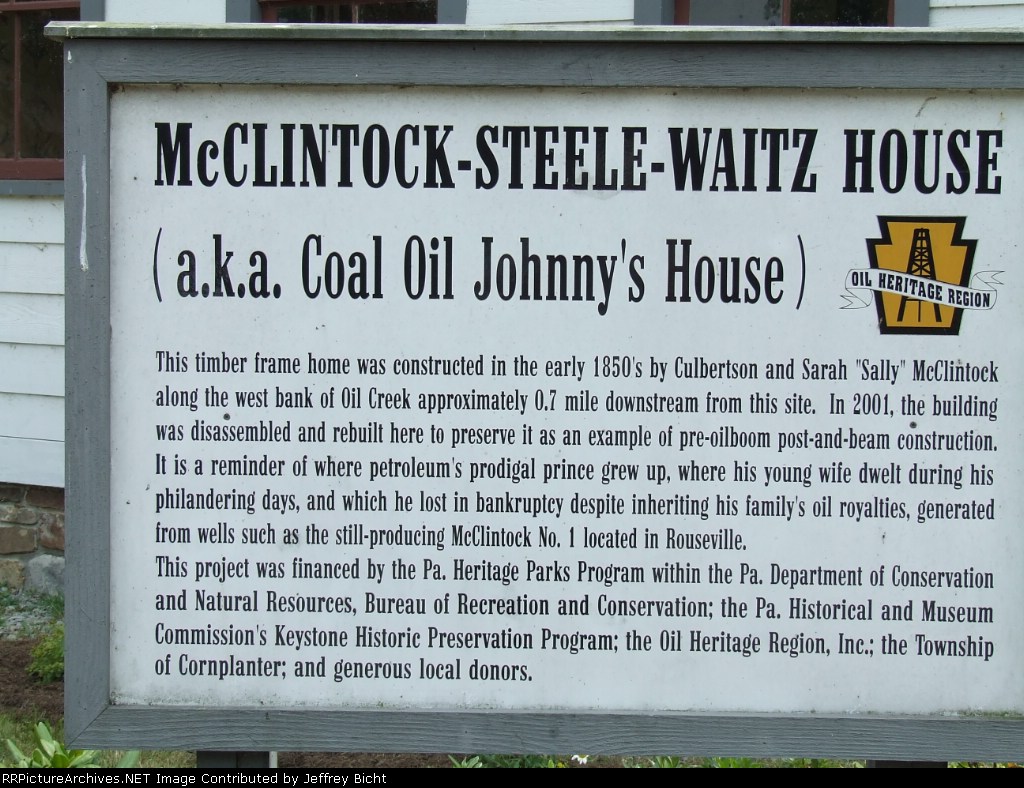 McCLINTOCK-STEELE-WAITZ HOUSE
(a.k.a. Coal Oil Johnny's House)
OIL HERITAGE REGION
This timber frame home was constructed in the early 1850's by Culbertson and Sarah "Sally" McClintock
along the west bank of Oil Creek approximately 0.7 mile downstream from this site. In 2001, the building
was disassembled and rebuilt here to preserve it as an example of pre-oilboom post-and-beam construction.
It is a reminder of where petroleum's prodigal prince grew up, where his young wife dwelt during his
philandering days, and which he lost in bankruptcy despite inheriting his family's oil royalties, generated
from wells such as the still-producing McClintock No. 1 located in Rouseville.
This project was financed by the Pa. Heritage Parks Program within the Pa. Department of Conservation
and Natural Resources, Bureau of Recreation and Conservation; the Pa. Historical and Museum
Commission's Keystone Historic Preservation Program; the Oil Heritage Region, Inc.; the Township
of Cornplanter; and generous local donors.
RRPictureArchives.NET Image Contributed by Jeffrey Bicht